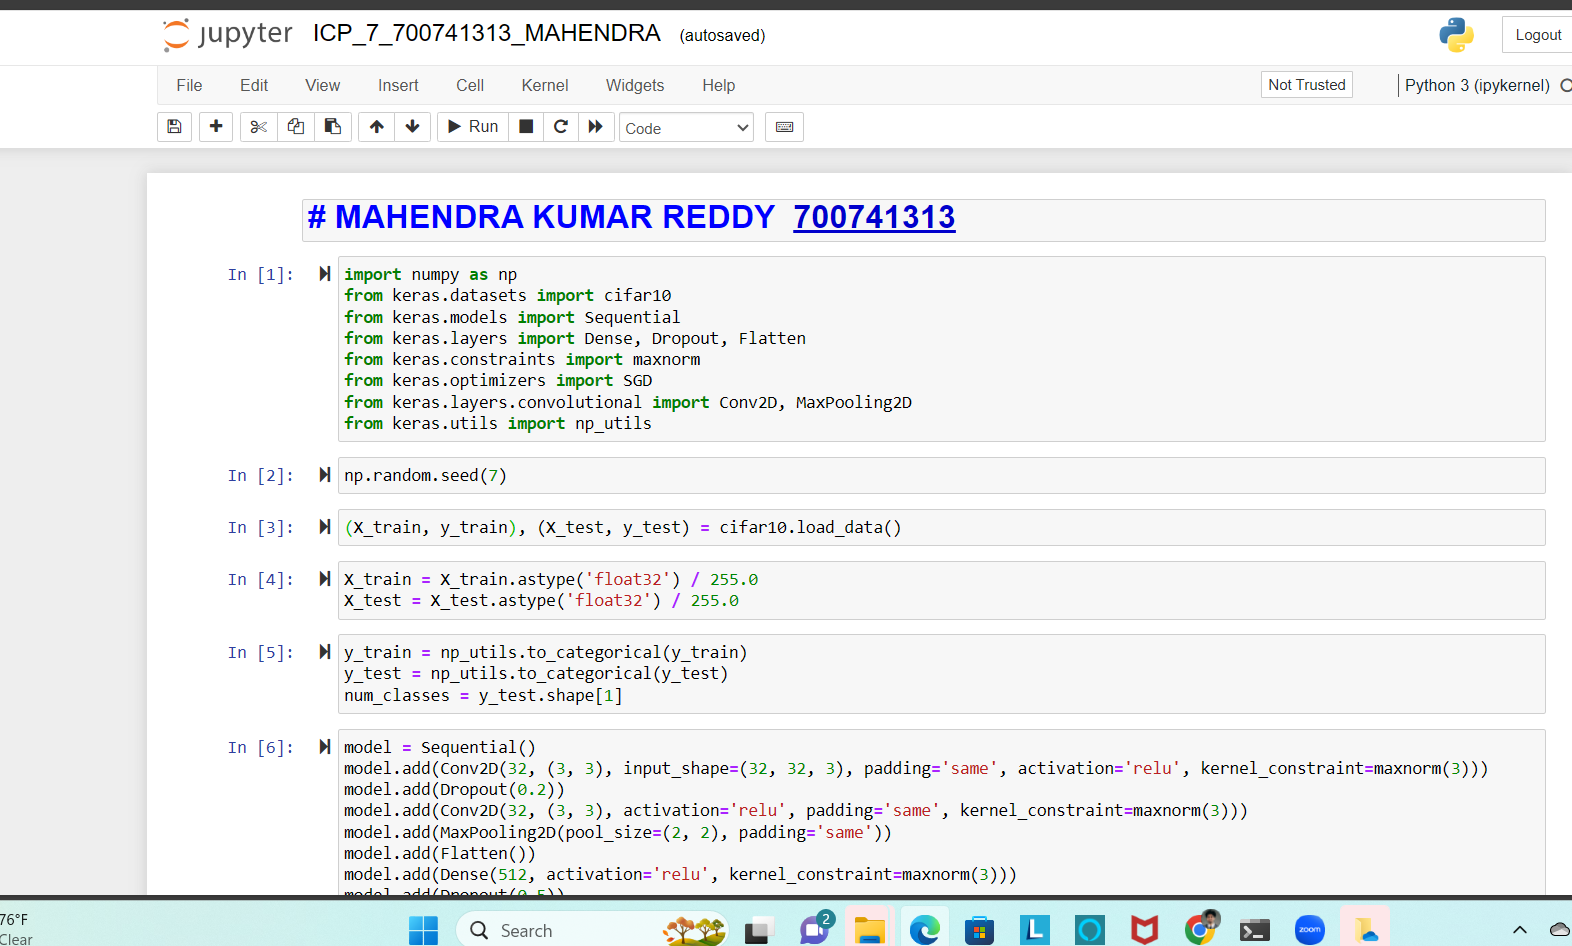 jupyter ICP_7_700741313_MAHENDRA (autosaved)
Logout
File Edit View Insert Cell Kernel Widgets Help
Not Trusted
Python 3 (ipykernel)
Run
Code
# MAHENDRA KUMAR REDDY 700741313
In [1]:
import numpy as np
from keras.datasets import cifar10
from keras.models import Sequential
from keras.layers import Dense, Dropout, Flatten
from keras.constraints import maxnorm
from keras.optimizers import SGD
from keras.layers.convolutional import Conv2D, MaxPooling2D
from keras.utils import np_utils
In [2]:
np.random.seed(7)
In [3]:
(X_train, y_train), (X_test, y_test) = cifar10.load_data()
In [4]:
X_train = X_train.astype('float32') / 255.0
X_test = X_test.astype('float32') / 255.0
In [5]:
y_train = np_utils.to_categorical(y_train)
y_test = np_utils.to_categorical(y_test)
num_classes = y_test.shape[1]
In [6]:
model = Sequential()
model.add(Conv2D(32, (3, 3), input_shape=(32, 32, 3), padding='same', activation='relu', kernel_constraint=maxnorm(3)))
model.add(Dropout(0.2))
model.add(Conv2D(32, (3, 3), activation='relu', padding='same', kernel_constraint=maxnorm(3)))
model.add(MaxPooling2D(pool_size=(2, 2), padding='same'))
model.add(Flatten())
model.add(Dense(512, activation='relu', kernel_constraint=maxnorm(3)))
model.add(Dropout(0.5))
76°F
Clear
Search
2
L
zoom